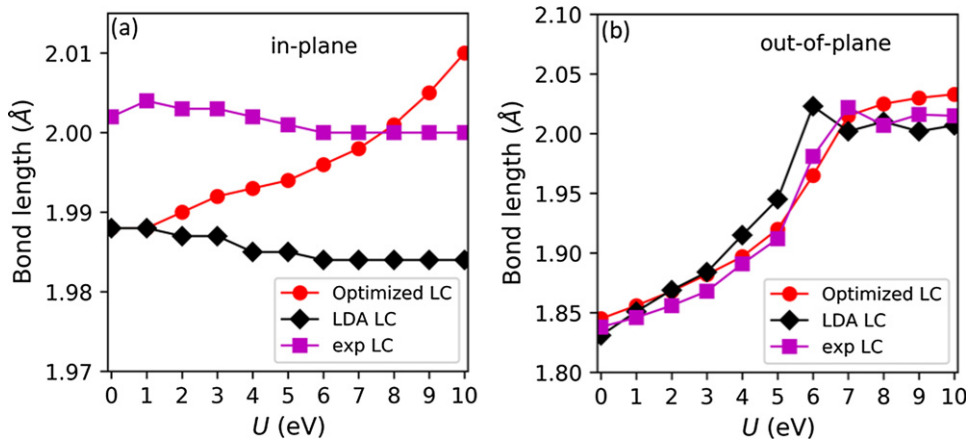 (a)
in-plane
Bond length (Å)
2.01
2.00
1.99
1.98
1.97
Optimized LC
LDA LC
exp LC
0 1 2 3 4 5 6 7 8 9 10
U (eV)
(b)
out-of-plane
Bond length (Å)
2.10
2.05
2.00
1.95
1.90
1.85
1.80
Optimized LC
LDA LC
exp LC
0 1 2 3 4 5 6 7 8 9 10
U (eV)